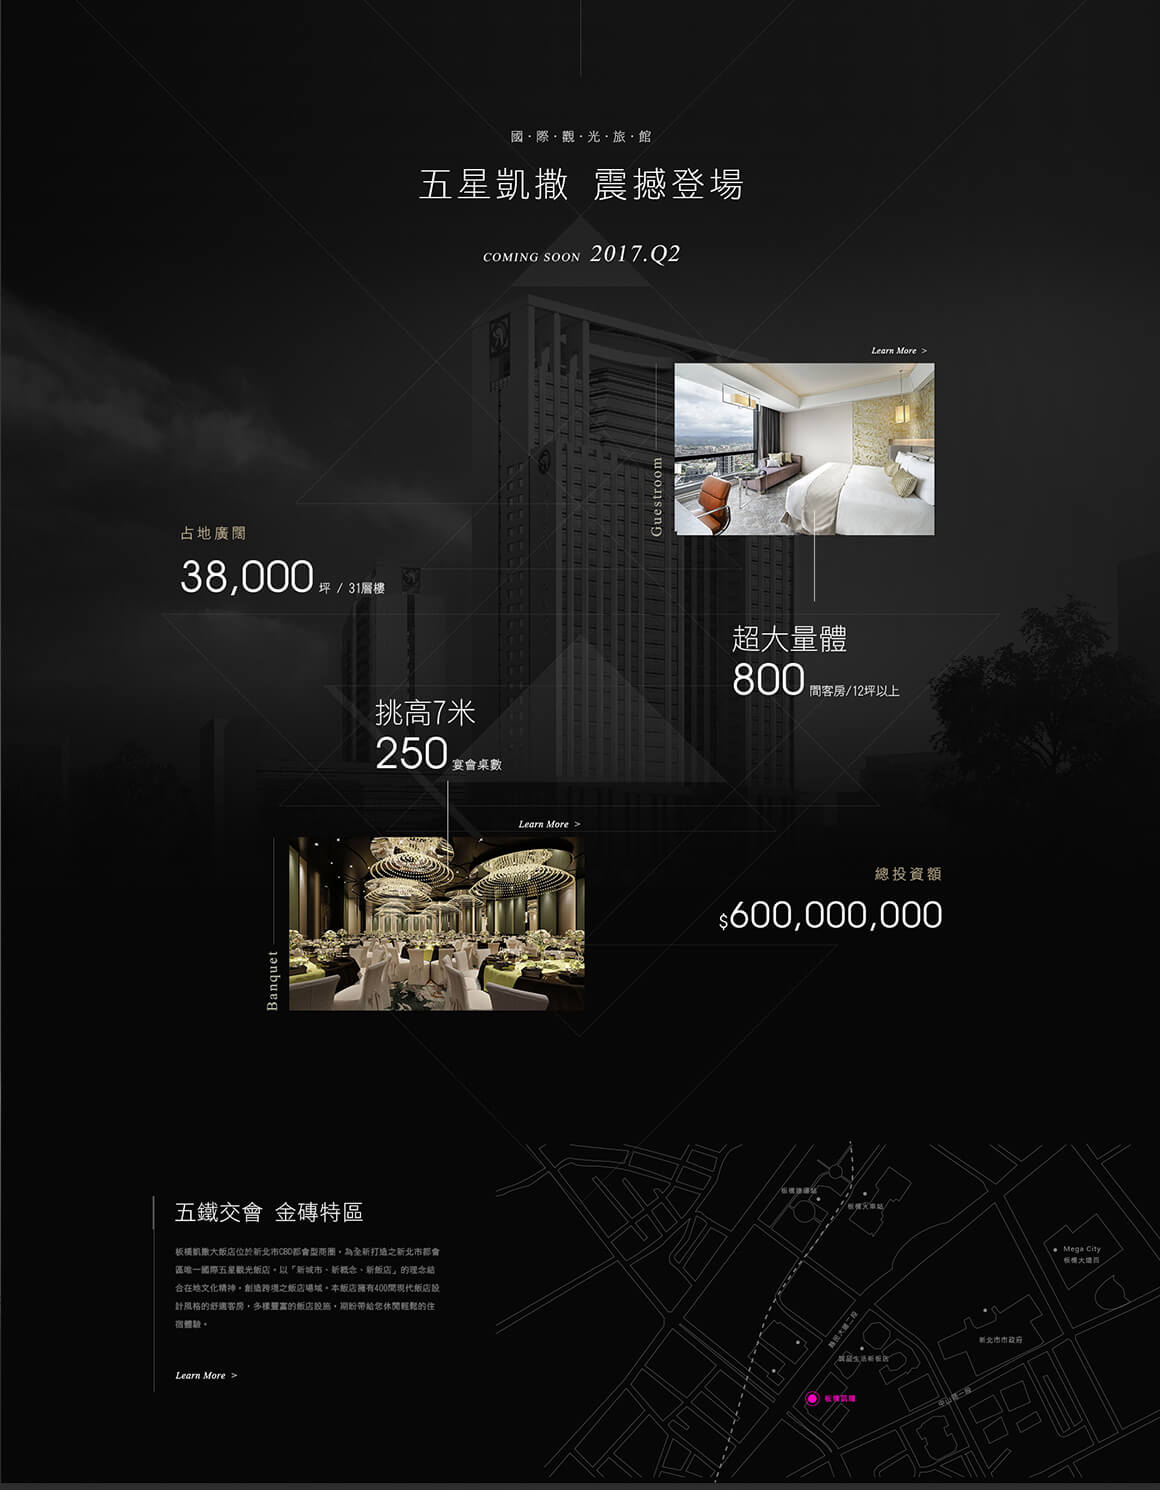 國·際·觀·光·旅·館
五星凱撒 震撼登場
COMING SOON 2017.Q2
Learn More >
Guestroom
占地廣闊
38,000 坪 / 31層樓
超大量體
800 間客房/12坪以上
挑高7米
250 宴會桌數
Learn More >
Banquet
總投資額
$600,000,000
五鐵交會 金磚特區
板橋凱撒大飯店位於新北市CBD都會型商圈，為全新打造之新北市都會
區唯一國際五星觀光飯店。以「新城市、新概念、新飯店」的理念結
合在地文化精神，創造跨境之飯店場域。本飯店擁有400間現代飯店設
計風格的舒適客房，多樣豐富的飯店設施，期盼帶給您休閒輕鬆的住
宿體驗。
Learn More >
板橋捷運站
板橋火車站
Mega City
板橋大遠百
新北市市政府
縣民大道二段
誠品生活新板店
中山路一段
板橋凱撒